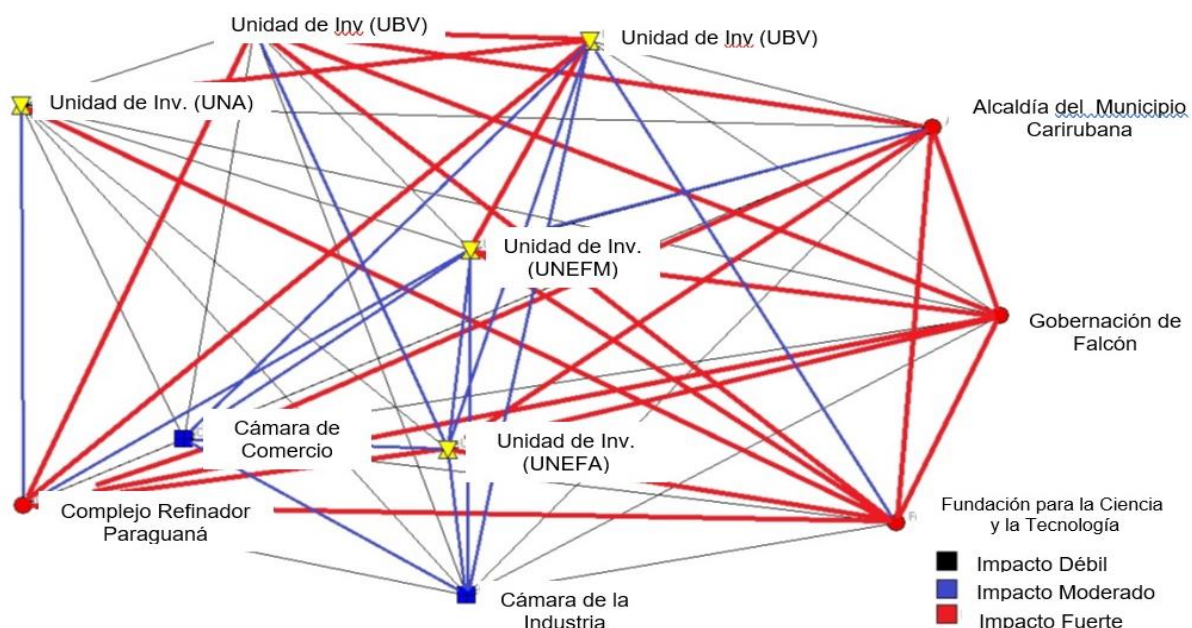 Unidad de Inv (UBV)
Unidad de Inv (UBV)
Unidad de Inv. (UNA)
Alcaldía del Municipio
Carirubana
Unidad de Inv.
(UNEFM)
Gobernación de
Falcón
Cámara de
Comercio
Unidad de Inv.
(UNEFA)
Complejo Refinador
Paraguaná
Fundación para la Ciencia
y la Tecnología
Cámara de la
Industria
Impacto Débil
Impacto Moderado
Impacto Fuerte